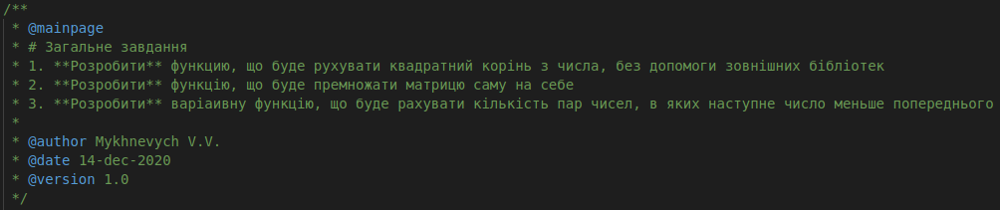 /**
* @mainpage
* # Загальне завдання
* 1. **Розробити** функцию, що буде рухувати квадратний корінь з числа, без допомоги зовнішних бібліотек
* 2. **Розробити** функцію, що буде премножати матрицю саму на себе
* 3. **Розробити** варіаивну функцію, що буде рахувати кількість пар чисел, в яких наступне число меньше попереднього
*
* @author Mykhnevych V.V.
* @date 14-dec-2020
* @version 1.0
*/